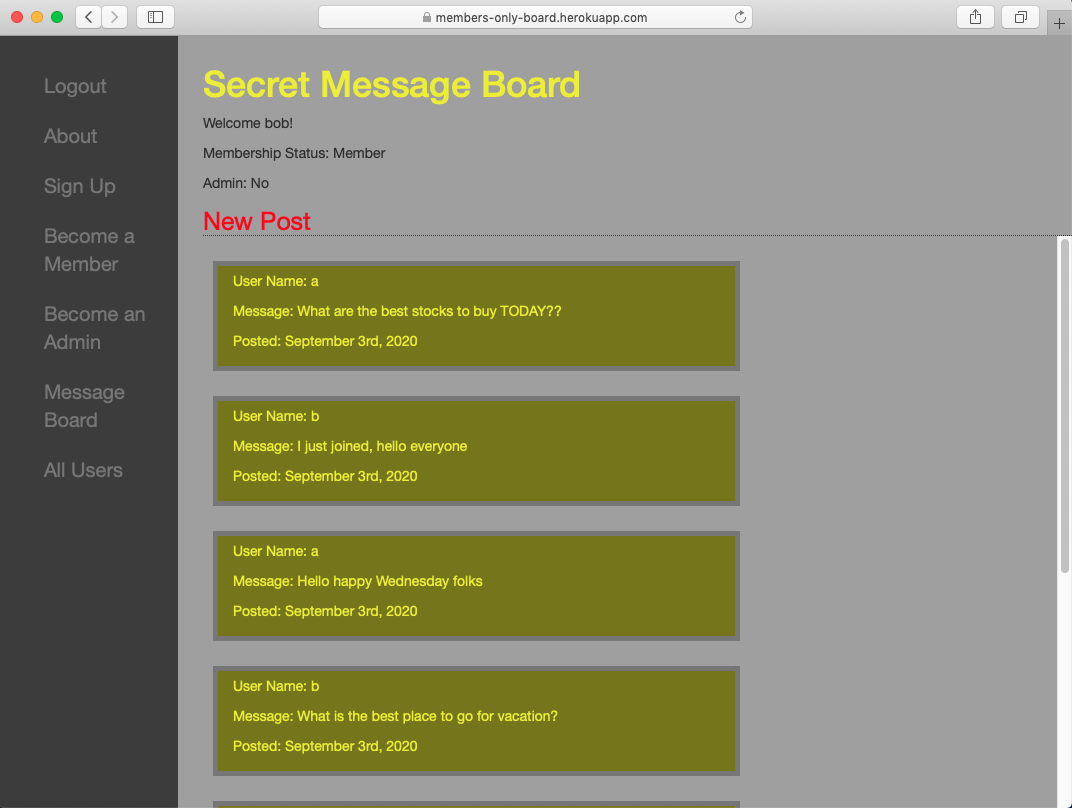 members-only-board.herokuapp.com
Logout
About
Sign Up
Become a
Member
Become an
Admin
Message
Board
All Users
Secret Message Board
Welcome bob!
Membership Status: Member
Admin: No
New Post
User Name: a
Message: What are the best stocks to buy TODAY??
Posted: September 3rd, 2020
User Name: b
Message: I just joined, hello everyone
Posted: September 3rd, 2020
User Name: a
Message: Hello happy Wednesday folks
Posted: September 3rd, 2020
User Name: b
Message: What is the best place to go for vacation?
Posted: September 3rd, 2020